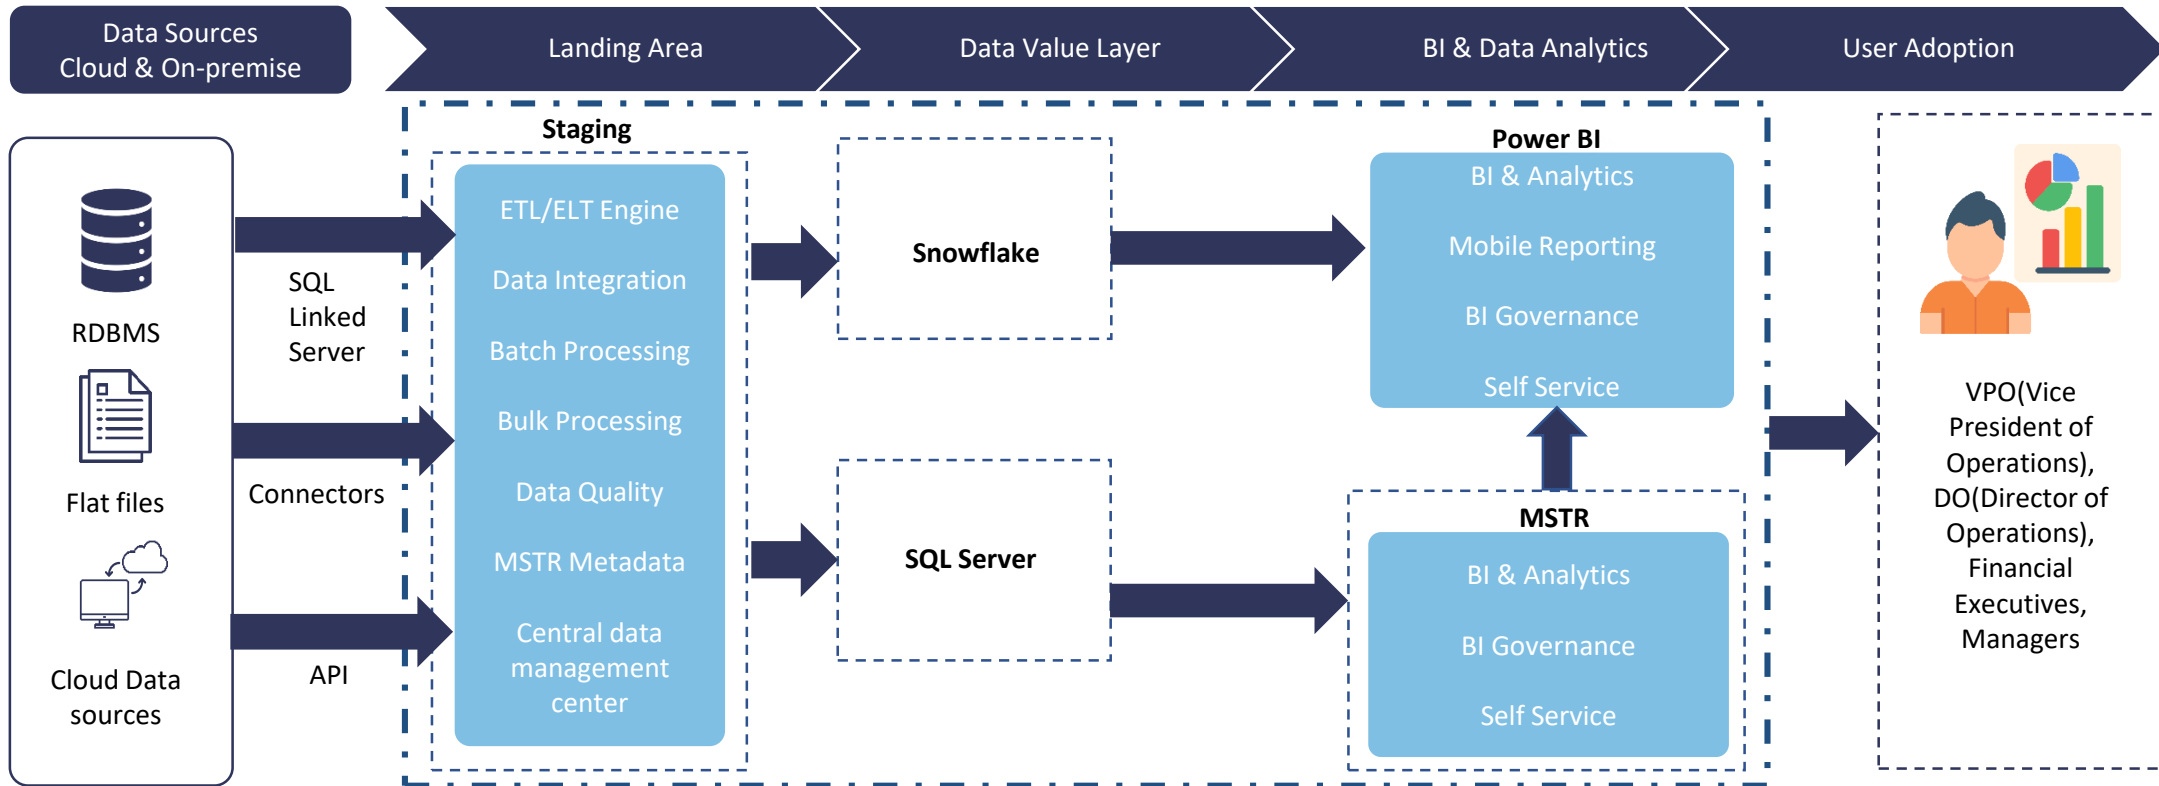 Data Sources
Cloud & On-premise
Landing Area
Data Value Layer
BI & Data Analytics
User Adoption
RDBMS
Flat files
Cloud Data
sources
SQL
Linked
Server
Connectors
API
Staging
ETL/ELT Engine
Data Integration
Batch Processing
Bulk Processing
Data Quality
MSTR Metadata
Central data
management
center
Snowflake
SQL Server
Power BI
BI & Analytics
Mobile Reporting
BI Governance
Self Service
MSTR
BI & Analytics
BI Governance
Self Service
VPO(Vice
President of
Operations),
DO(Director of
Operations),
Financial
Executives,
Managers